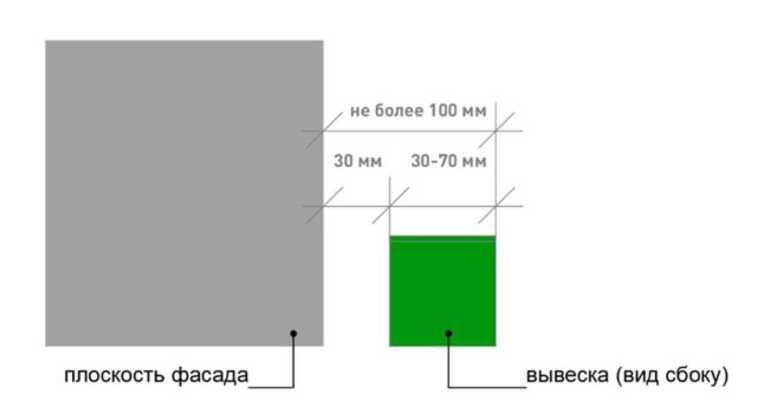 не более 100 мм
30 мм 30-70 мм
плоскость фасада
вывеска (вид сбоку)